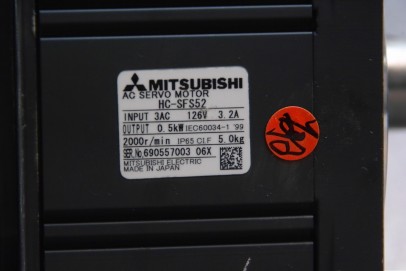 MITSUBISHI
AC SERVO MOTOR
HC-SFS52
INPUT 3AC 126V 3.2A
OUTPUT 0.5kW IEC60034-1 '99
2000r/min IP65 Cl.F 5.0kg
SER.No.690557003 06X
MITSUBISHI ELECTRIC
MADE IN JAPAN